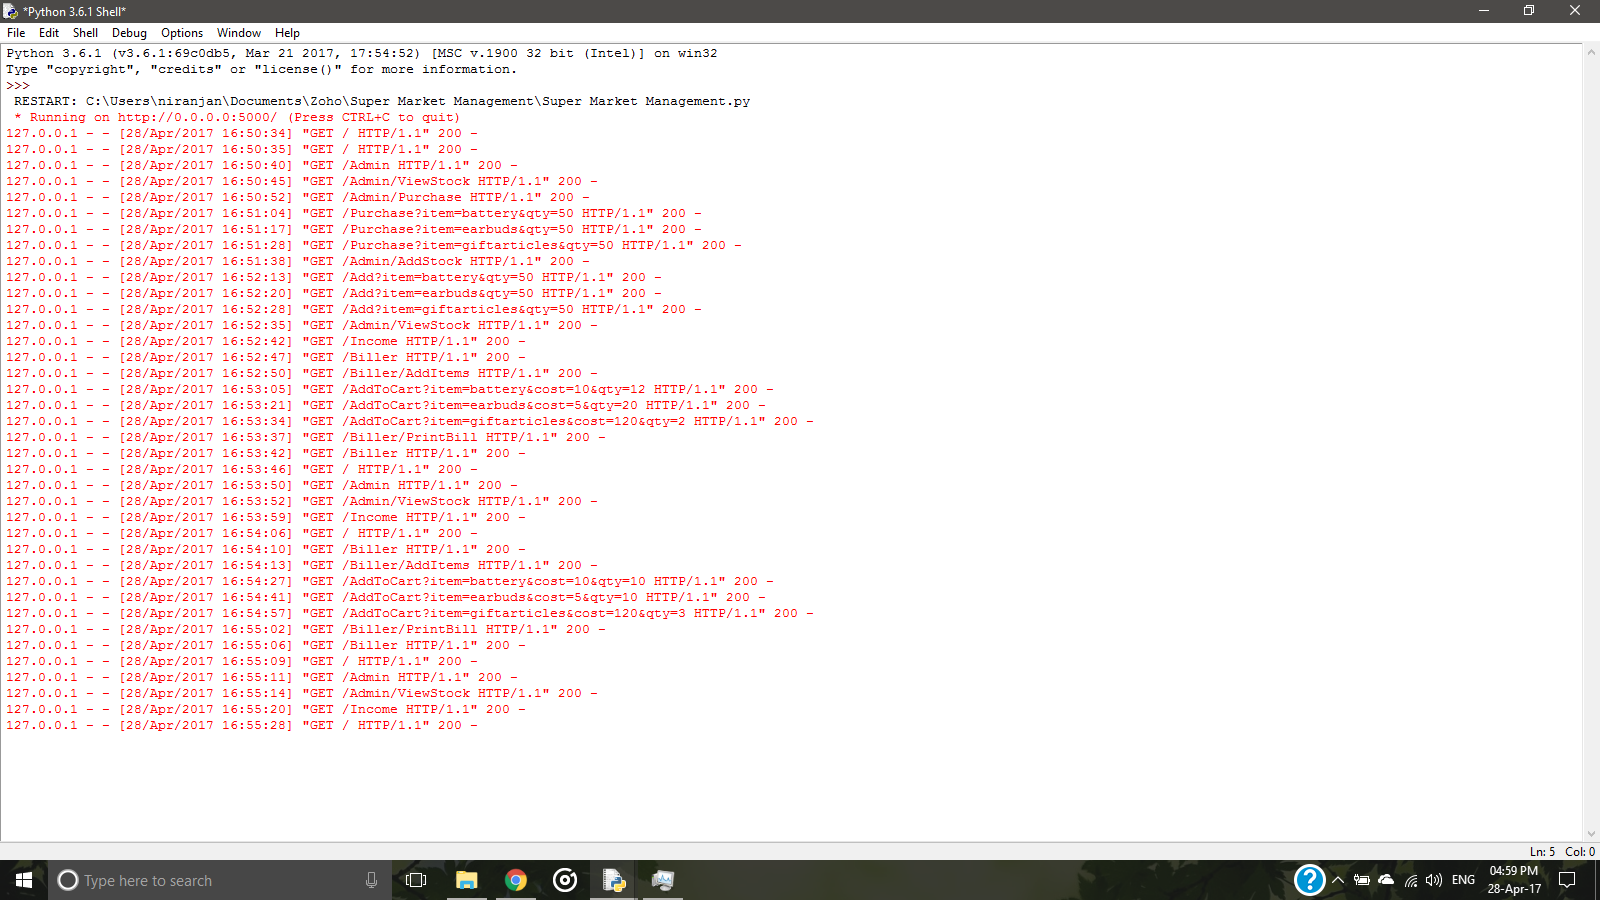 *Python 3.6.1 Shell*
File Edit Shell Debug Options Window Help
Python 3.6.1 (v3.6.1:69c0db5, Mar 21 2017, 17:54:52) [MSC v.1900 32 bit (Intel)] on win32
Type "copyright", "credits" or "license()" for more information.
>>>
RESTART: C:\Users\niranjan\Documents\Zoho\Super Market Management\Super Market Management.py
* Running on http://0.0.0.0:5000/ (Press CTRL+C to quit)
127.0.0.1 - - [28/Apr/2017 16:50:34] "GET / HTTP/1.1" 200 -
127.0.0.1 - - [28/Apr/2017 16:50:35] "GET / HTTP/1.1" 200 -
127.0.0.1 - - [28/Apr/2017 16:50:40] "GET /Admin HTTP/1.1" 200 -
127.0.0.1 - - [28/Apr/2017 16:50:45] "GET /Admin/ViewStock HTTP/1.1" 200 -
127.0.0.1 - - [28/Apr/2017 16:50:52] "GET /Admin/Purchase HTTP/1.1" 200 -
127.0.0.1 - - [28/Apr/2017 16:51:04] "GET /Purchase?item=battery&qty=50 HTTP/1.1" 200 -
127.0.0.1 - - [28/Apr/2017 16:51:17] "GET /Purchase?item=earbuds&qty=50 HTTP/1.1" 200 -
127.0.0.1 - - [28/Apr/2017 16:51:28] "GET /Purchase?item=giftarticles&qty=50 HTTP/1.1" 200 -
127.0.0.1 - - [28/Apr/2017 16:51:38] "GET /Admin/AddStock HTTP/1.1" 200 -
127.0.0.1 - - [28/Apr/2017 16:52:13] "GET /Add?item=battery&qty=50 HTTP/1.1" 200 -
127.0.0.1 - - [28/Apr/2017 16:52:20] "GET /Add?item=earbuds&qty=50 HTTP/1.1" 200 -
127.0.0.1 - - [28/Apr/2017 16:52:28] "GET /Add?item=giftarticles&qty=50 HTTP/1.1" 200 -
127.0.0.1 - - [28/Apr/2017 16:52:35] "GET /Admin/ViewStock HTTP/1.1" 200 -
127.0.0.1 - - [28/Apr/2017 16:52:42] "GET /Income HTTP/1.1" 200 -
127.0.0.1 - - [28/Apr/2017 16:52:47] "GET /Biller HTTP/1.1" 200 -
127.0.0.1 - - [28/Apr/2017 16:52:50] "GET /Biller/AddItems HTTP/1.1" 200 -
127.0.0.1 - - [28/Apr/2017 16:53:05] "GET /AddToCart?item=battery&cost=10&qty=12 HTTP/1.1" 200 -
127.0.0.1 - - [28/Apr/2017 16:53:21] "GET /AddToCart?item=earbuds&cost=5&qty=20 HTTP/1.1" 200 -
127.0.0.1 - - [28/Apr/2017 16:53:34] "GET /AddToCart?item=giftarticles&cost=120&qty=2 HTTP/1.1" 200 -
127.0.0.1 - - [28/Apr/2017 16:53:37] "GET /Biller/PrintBill HTTP/1.1" 200 -
127.0.0.1 - - [28/Apr/2017 16:53:42] "GET /Biller HTTP/1.1" 200 -
127.0.0.1 - - [28/Apr/2017 16:53:46] "GET / HTTP/1.1" 200 -
127.0.0.1 - - [28/Apr/2017 16:53:50] "GET /Admin HTTP/1.1" 200 -
127.0.0.1 - - [28/Apr/2017 16:53:52] "GET /Admin/ViewStock HTTP/1.1" 200 -
127.0.0.1 - - [28/Apr/2017 16:53:59] "GET /Income HTTP/1.1" 200 -
127.0.0.1 - - [28/Apr/2017 16:54:06] "GET / HTTP/1.1" 200 -
127.0.0.1 - - [28/Apr/2017 16:54:10] "GET /Biller HTTP/1.1" 200 -
127.0.0.1 - - [28/Apr/2017 16:54:13] "GET /Biller/AddItems HTTP/1.1" 200 -
127.0.0.1 - - [28/Apr/2017 16:54:27] "GET /AddToCart?item=battery&cost=10&qty=10 HTTP/1.1" 200 -
127.0.0.1 - - [28/Apr/2017 16:54:41] "GET /AddToCart?item=earbuds&cost=5&qty=10 HTTP/1.1" 200 -
127.0.0.1 - - [28/Apr/2017 16:54:57] "GET /AddToCart?item=giftarticles&cost=120&qty=3 HTTP/1.1" 200 -
127.0.0.1 - - [28/Apr/2017 16:55:02] "GET /Biller/PrintBill HTTP/1.1" 200 -
127.0.0.1 - - [28/Apr/2017 16:55:06] "GET /Biller HTTP/1.1" 200 -
127.0.0.1 - - [28/Apr/2017 16:55:09] "GET / HTTP/1.1" 200 -
127.0.0.1 - - [28/Apr/2017 16:55:11] "GET /Admin HTTP/1.1" 200 -
127.0.0.1 - - [28/Apr/2017 16:55:14] "GET /Admin/ViewStock HTTP/1.1" 200 -
127.0.0.1 - - [28/Apr/2017 16:55:20] "GET /Income HTTP/1.1" 200 -
127.0.0.1 - - [28/Apr/2017 16:55:28] "GET / HTTP/1.1" 200 -
Ln: 5 Col: 0
Type here to search
ENG
04:59 PM
28-Apr-17